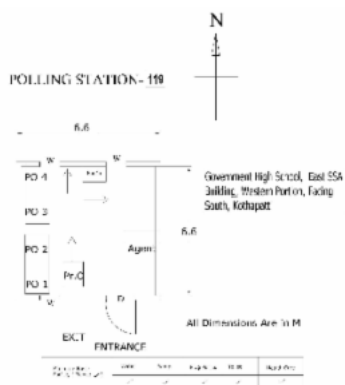 N
POLLING STATION- 119
6.6
W
W
PO 4
Government High School, East SSA
Building, Western Portion, Facing
South, Kothapatt
PO 3
6.6
PO 2
Agent
Pr.O
PO 1
W
D
All Dimensions Are In M
EXIT
ENTRANCE